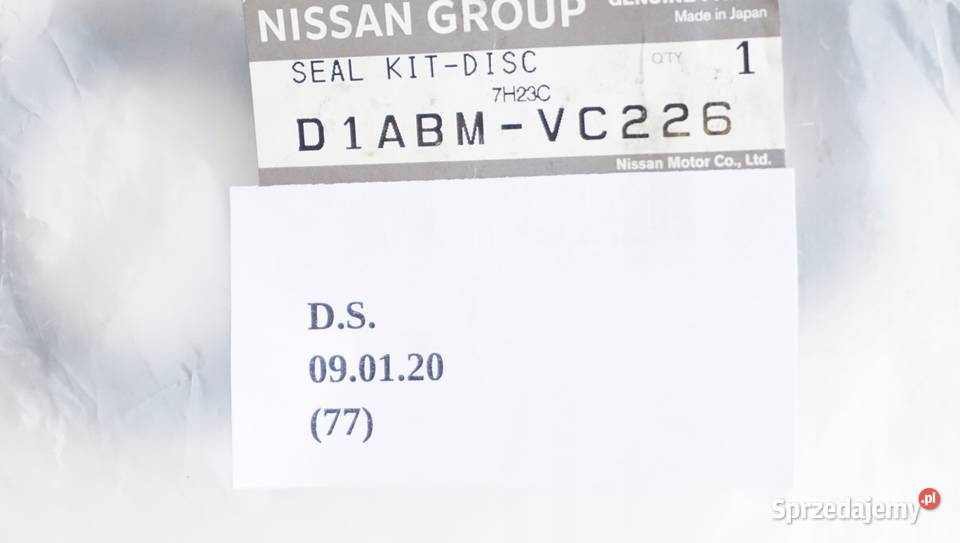 NISSAN GROUP
Made in Japan
SEAL KIT-DISC
QTY 1
7H23C
D1ABM-VC226
Nissan Motor Co., Ltd.
D.S.
09.01.20
(77)
Sprzedajemy.pl